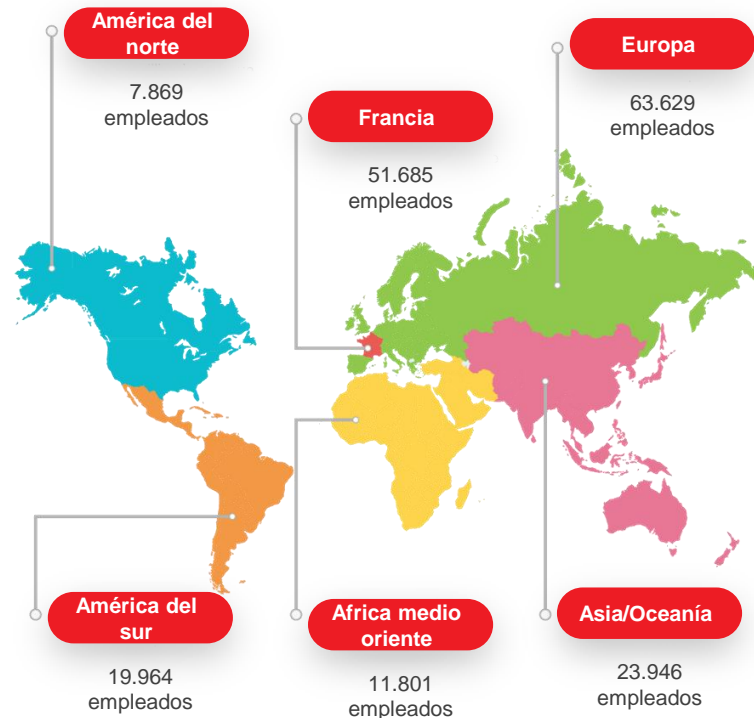 América del
norte
7.869
empleados
Francia
51.685
empleados
Europa
63.629
empleados
América del
sur
19.964
empleados
Africa medio
oriente
11.801
empleados
Asia/Oceanía
23.946
empleados